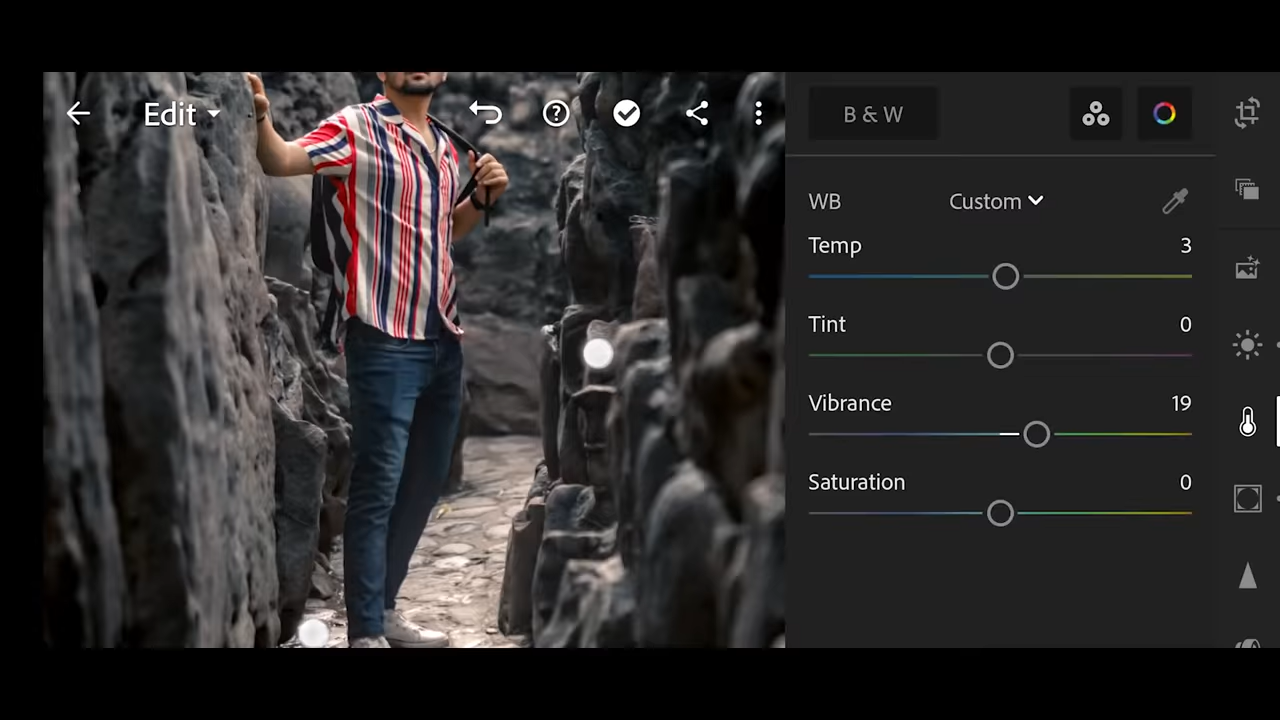 Edit
B & W
WB Custom
Temp 3
Tint 0
Vibrance 19
Saturation 0